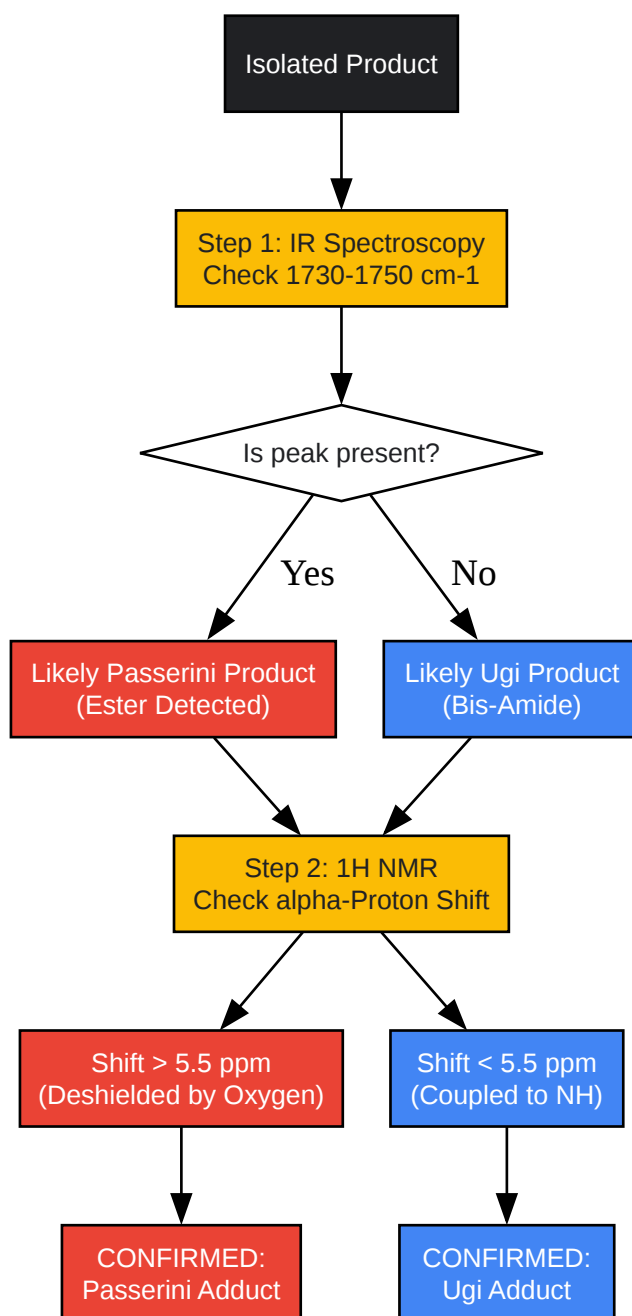 Isolated Product
Step 1: IR Spectroscopy
Check 1730-1750 cm-1
Is peak present?
Yes
No
Likely Passerini Product
(Ester Detected)
Likely Ugi Product
(Bis-Amide)
Step 2: 1H NMR
Check alpha-Proton Shift
Shift > 5.5 ppm
(Deshielded by Oxygen)
Shift < 5.5 ppm
(Coupled to NH)
CONFIRMED:
Passerini Adduct
CONFIRMED:
Ugi Adduct